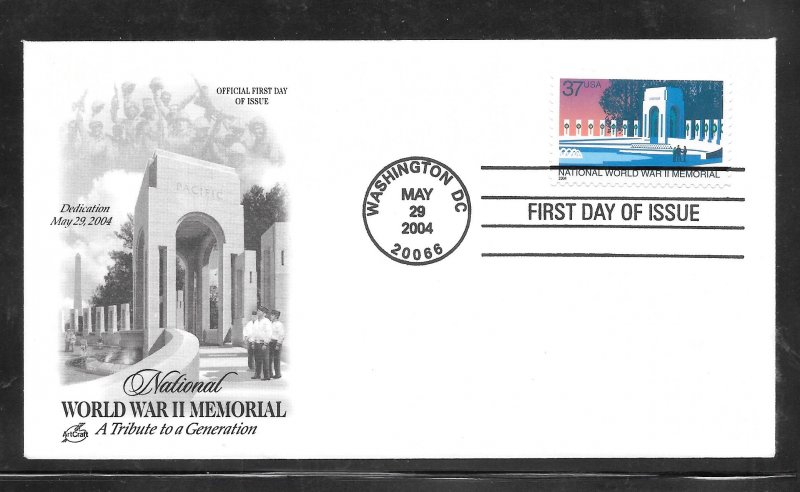 OFFICIAL FIRST DAY
OF ISSUE
PACIFIC
Dedication
May 29, 2004
National
WORLD WAR II MEMORIAL
A Tribute to a Generation
ArtCraft
WASHINGTON DC
MAY
29
2004
20066
37 USA
NATIONAL WORLD WAR II MEMORIAL
2004
FIRST DAY OF ISSUE